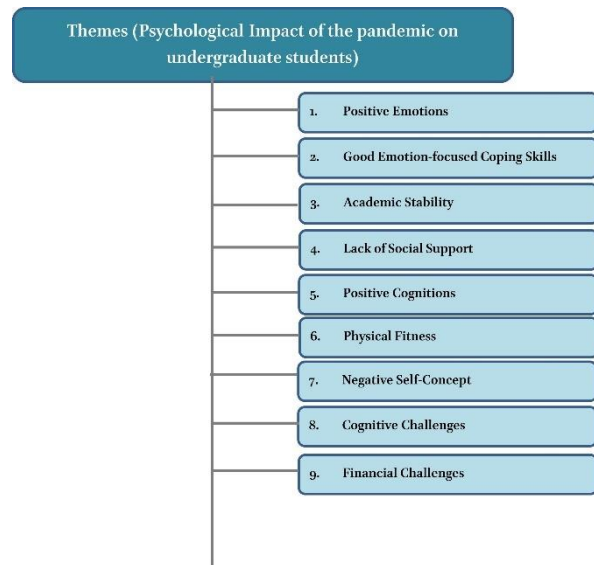 Themes (Psychological Impact of the pandemic on
undergraduate students)
1. Positive Emotions
2. Good Emotion-focused Coping Skills
3. Academic Stability
4. Lack of Social Support
5. Positive Cognitions
6. Physical Fitness
7. Negative Self-Concept
8. Cognitive Challenges
9. Financial Challenges